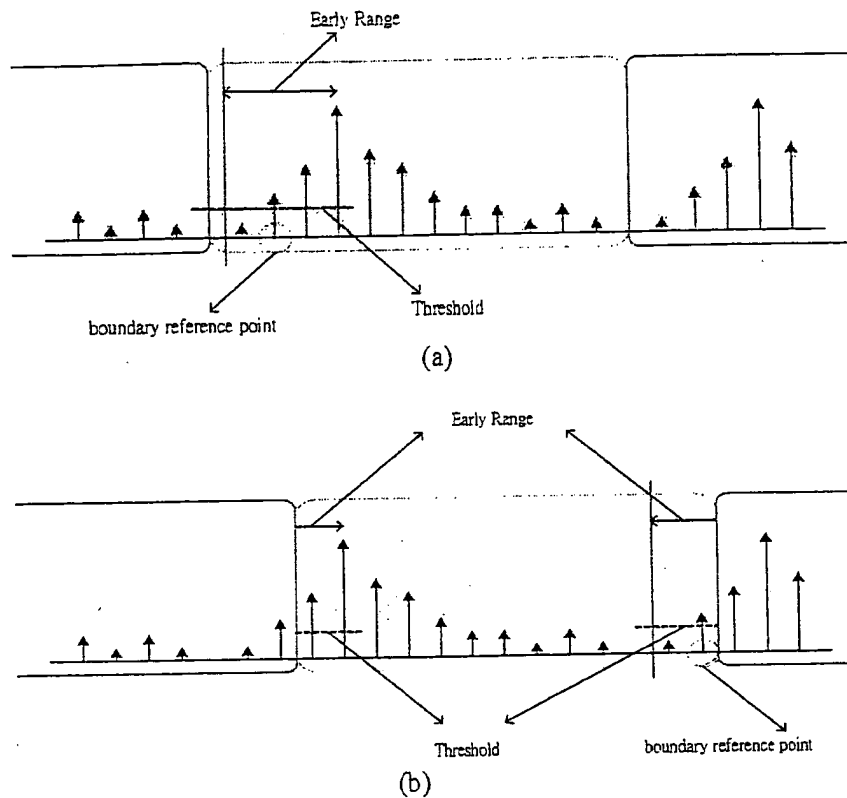 Early Range
boundary reference point
Threshold
(a)
Early Range
Threshold
boundary reference point
(b)